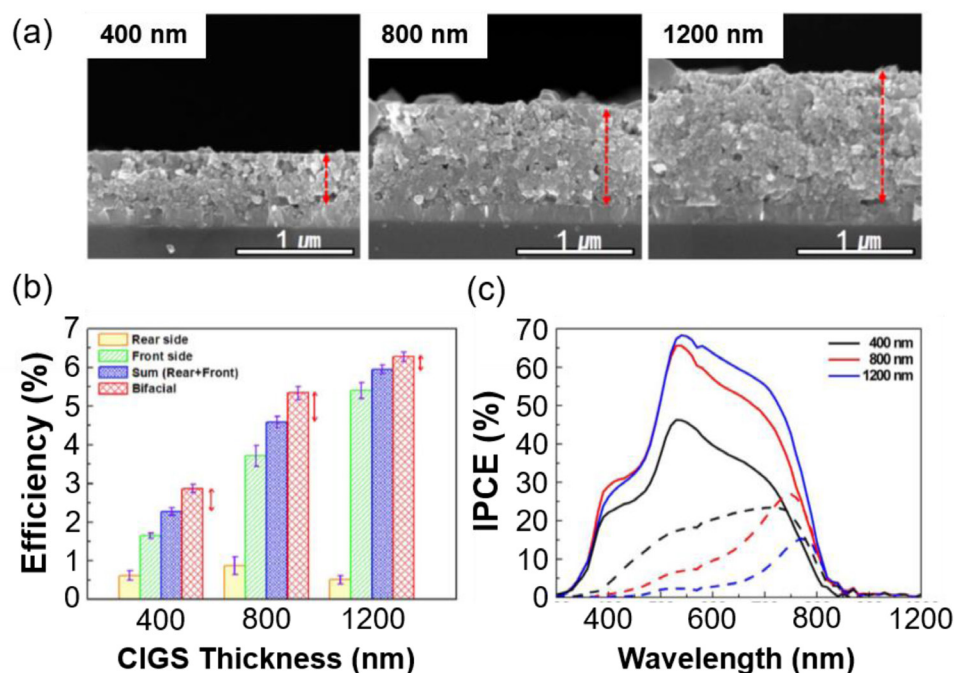 (a)
400 nm
800 nm
1200 nm
1 ㎛
1 ㎛
1 ㎛
(b)
Efficiency (%)
7
6
5
4
3
2
1
0
Rear side
Front side
Sum (Rear+Front)
Bifacial
400
800
1200
CIGS Thickness (nm)
(c)
IPCE (%)
70
60
50
40
30
20
10
0
400 nm
800 nm
1200 nm
400
600
800
1000
1200
Wavelength (nm)